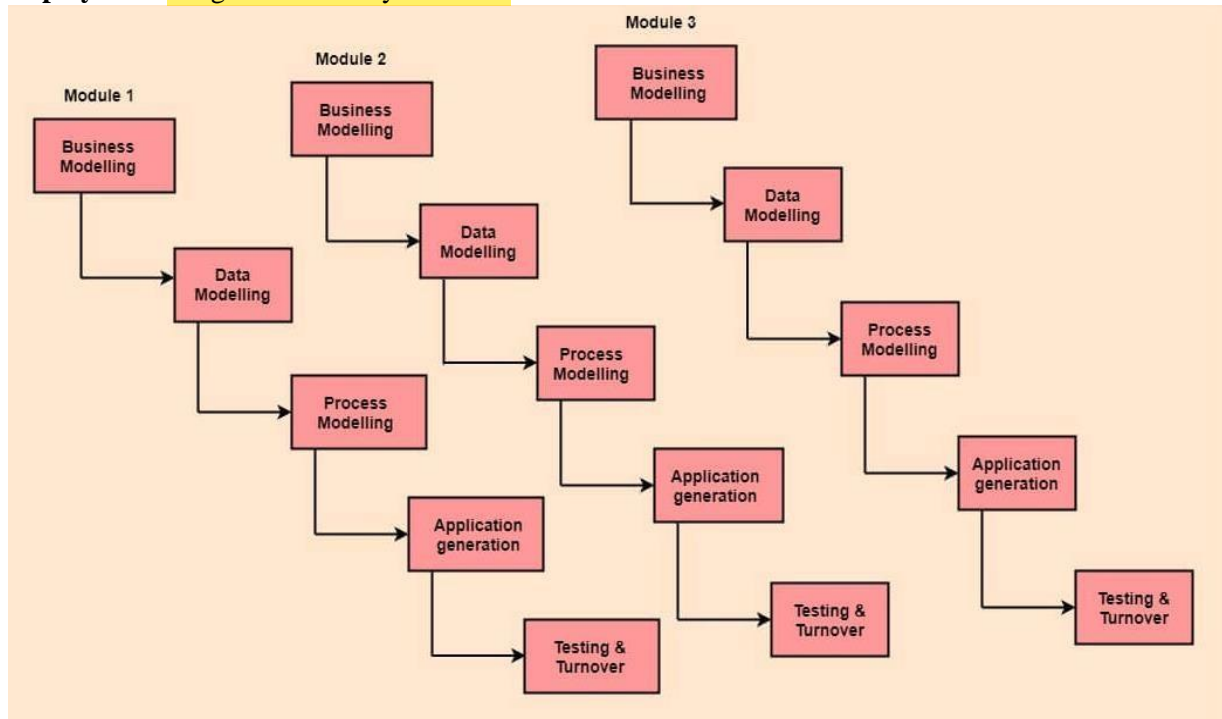 Module 1
Business
Modelling
Data
Modelling
Process
Modelling
Application
generation
Testing &
Turnover
Module 2
Business
Modelling
Data
Modelling
Process
Modelling
Application
generation
Testing &
Turnover
Module 3
Business
Modelling
Data
Modelling
Process
Modelling
Application
generation
Testing &
Turnover